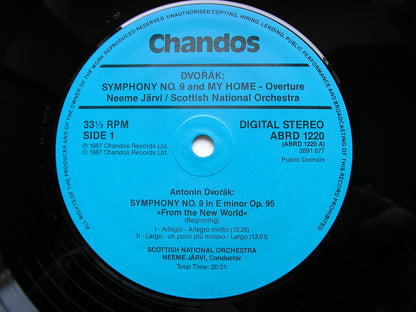 ALL RIGHTS OF THE PRODUCER AND OF THE OWNER OF THE WORK REPRODUCED RESERVED UNAUTHORISED COPYING, HIRING, LENDING, PUBLIC PERFORMANCE AND BROADCASTING OF THIS RECORD PROHIBITED
Chandos
DVOŘÁK:
SYMPHONY NO. 9 and MY HOME - Overture
Neeme Järvi / Scottish National Orchestra
33⅓ RPM
SIDE 1
℗ 1987 Chandos Records Ltd.
© 1987 Chandos Records Ltd.
DIGITAL STEREO
ABRD 1220
(ABRD 1220 A)
2891 877
Public Domain
Antonin Dvořák:
SYMPHONY NO. 9 in E minor Op. 95
»From the New World«
(Beginning)
I - Adagio - Allegro molto (12:25)
II - Largo - un poco più mosso - Largo (13:01)
SCOTTISH NATIONAL ORCHESTRA
NEEME JÄRVI, Conductor
Total Time: 25:31